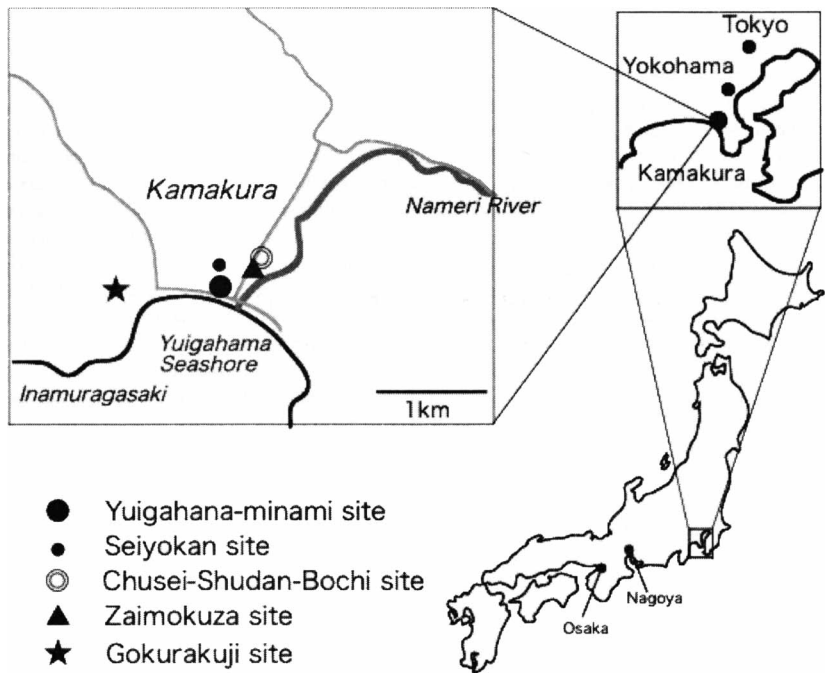 Tokyo
Yokohama
Kamakura
Kamakura
Nameri River
Yuigahama
Seashore
Inamuragasaki
1km
Yuigahana-minami site
Seiyokan site
Chusei-Shudan-Bochi site
Zaimokuza site
Gokurakuji site
Nagoya
Osaka